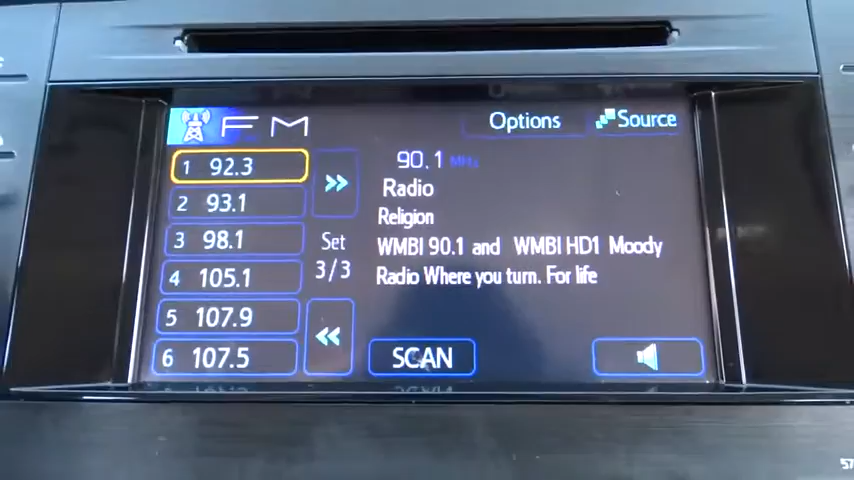 FM
Options
Source
1 92.3
2 93.1
3 98.1
4 105.1
5 107.9
6 107.5
Set
3/3
90.1 MHz
Radio
Religion
WMBI 90.1 and WMBI HD1 Moody
Radio Where you turn. For life
SCAN
57